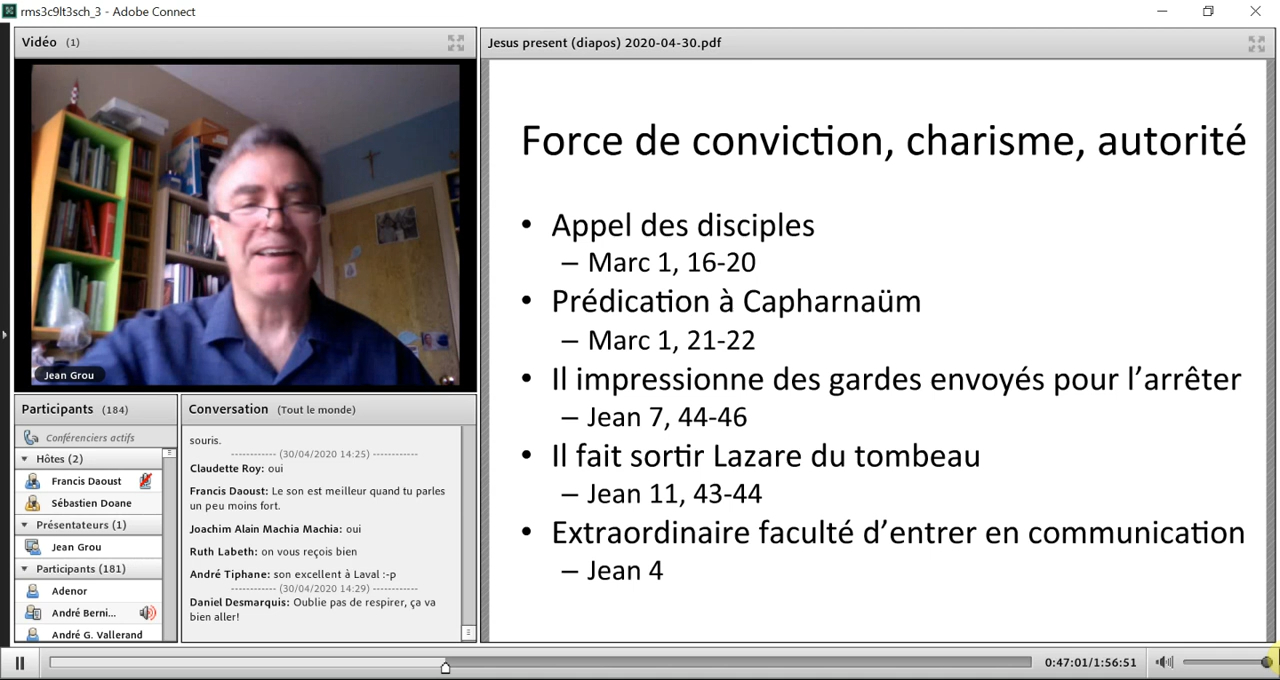 rms3c9lt3sch_3 - Adobe Connect
Vidéo (1)
Jean Grou
Participants (184)
Conférenciers actifs
Hôtes (2)
Francis Daoust
Sébastien Doane
Présentateurs (1)
Jean Grou
Participants (181)
Adenor
André Berni...
André G. Vallerand
Conversation (Tout le monde)
souris.
----------- (30/04/2020 14:25) -----------
Claudette Roy: oui
Francis Daoust: Le son est meilleur quand tu parles
un peu moins fort.
Joachim Alain Machia Machia: oui
Ruth Labeth: on vous reçois bien
André Tiphane: son excellent à Laval :-p
----------- (30/04/2020 14:29) -----------
Daniel Desmarquis: Oublie pas de respirer, ça va
bien aller!
Jesus present (diapos) 2020-04-30.pdf
Force de conviction, charisme, autorité
• Appel des disciples
– Marc 1, 16-20
• Prédication à Capharnaüm
– Marc 1, 21-22
• Il impressionne des gardes envoyés pour l’arrêter
– Jean 7, 44-46
• Il fait sortir Lazare du tombeau
– Jean 11, 43-44
• Extraordinaire faculté d’entrer en communication
– Jean 4
0:47:01/1:56:51